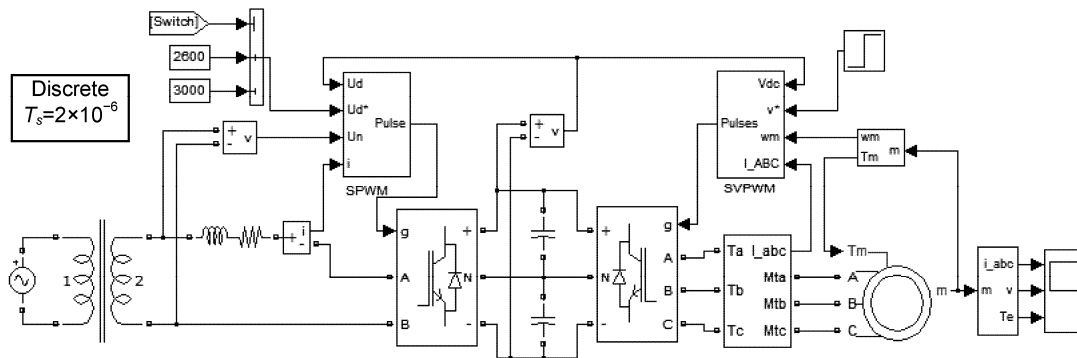 [Switch]
2600
3000
Discrete
Ts=2×10−6
+
-
v
Ud
Ud*
Un
i
Pulse
SPWM
+
-
v
Vdc
v*
wm
I_ABC
Pulses
SVPWM
wm
Tm
m
+
1
2
+
i
-
g
A
B
+
N
-
g
+
N
-
A
B
C
Ta
Tb
Tc
I_abc
Mta
Mtb
Mtc
Tm
A
B
C
m
m
i_abc
v
Te